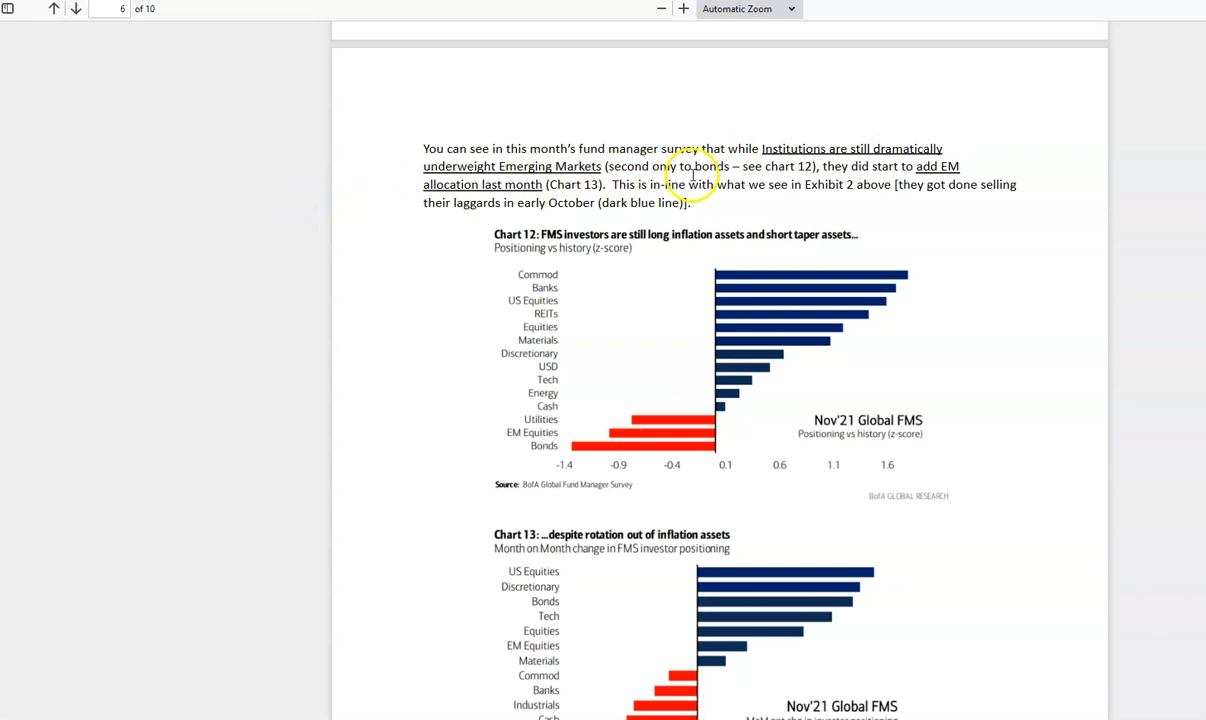 6 of 10
Automatic Zoom
You can see in this month's fund manager survey that while Institutions are still dramatically
underweight Emerging Markets (second only to bonds – see chart 12), they did start to add EM
allocation last month (Chart 13).  This is in-line with what we see in Exhibit 2 above [they got done selling
their laggards in early October (dark blue line)].
Chart 12: FMS investors are still long inflation assets and short taper assets...
Positioning vs history (z-score)
Commod
Banks
US Equities
REITs
Equities
Materials
Discretionary
USD
Tech
Energy
Cash
Utilities
EM Equities
Bonds
Nov'21 Global FMS
Positioning vs history (z-score)
-1.4 -0.9 -0.4 0.1 0.6 1.1 1.6
Source: BofA Global Fund Manager Survey
BofA GLOBAL RESEARCH
Chart 13: ...despite rotation out of inflation assets
Month on Month change in FMS investor positioning
US Equities
Discretionary
Bonds
Tech
Equities
EM Equities
Materials
Commod
Banks
Industrials
Nov'21 Global FMS
Cash
MoM ppt chg in investor positioning